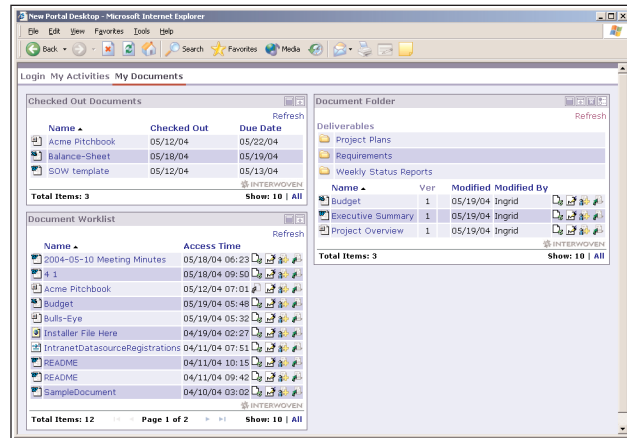 New Portal Desktop - Microsoft Internet Explorer
File Edit View Favorites Tools Help
Back Search Favorites Media
Login My Activities My Documents
Checked Out Documents
Refresh
Name Checked Out Due Date
Acme Pitchbook 05/12/04 05/22/04
Balance-Sheet 05/18/04 05/19/04
SOW template 05/12/04 05/13/04
INTERWOVEN
Total Items: 3 Show: 10 | All
Document Worklist
Refresh
Name Access Time
2004-05-10 Meeting Minutes 05/18/04 06:23
4 1 05/18/04 09:50
Acme Pitchbook 05/12/04 07:01
Budget 05/19/04 05:48
Bulls-Eye 05/19/04 05:32
Installer File Here 04/19/04 02:27
IntranetDatasourceRegistrations 04/11/04 07:51
README 04/11/04 10:15
README 04/11/04 09:42
SampleDocument 04/10/04 03:02
INTERWOVEN
Total Items: 12 Page 1 of 2 Show: 10 | All
Document Folder
Refresh
Deliverables
Project Plans
Requirements
Weekly Status Reports
Name Ver Modified Modified By
Budget 1 05/19/04 Ingrid
Executive Summary 1 05/19/04 Ingrid
Project Overview 1 05/19/04 Ingrid
INTERWOVEN
Total Items: 3 Show: 10 | All